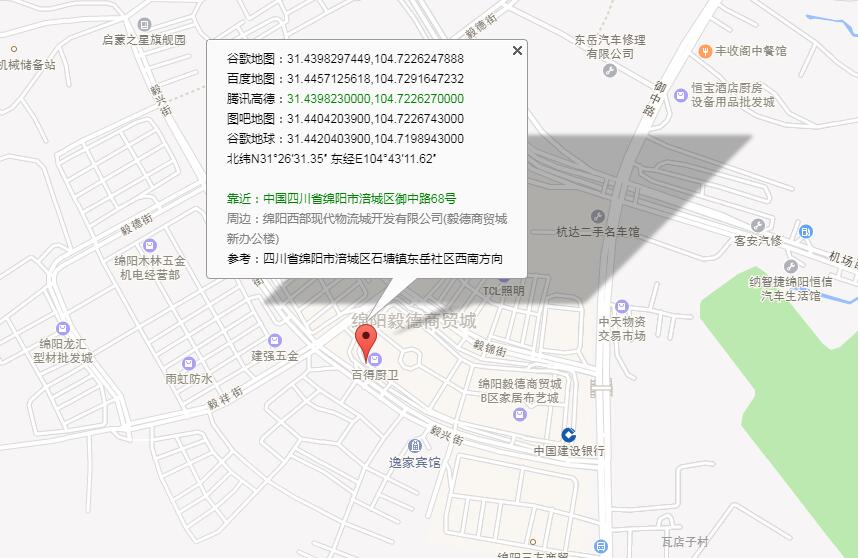 启蒙之星旗舰园
机械储备站
毅兴街
毅德街
毅德街
绵阳木林五金
机电经营部
绵阳龙汇
型材批发城
建强五金
雨虹防水
毅祥街
谷歌地图：31.4398297449,104.7226247888
百度地图：31.4457125618,104.7291647232
腾讯高德：31.4398230000,104.7226270000
图吧地图：31.4404203900,104.7226743000
谷歌地球：31.4420403900,104.7198943000
北纬N31°26′31.35″ 东经E104°43′11.62″
靠近：中国四川省绵阳市涪城区御中路68号
周边：绵阳西部现代物流城开发有限公司(毅德商贸城
新办公楼)
参考：四川省绵阳市涪城区石塘镇东岳社区西南方向
东岳汽车修理
有限公司
丰收阁中餐馆
御中路
恒宝酒店厨房
设备用品批发城
杭达二手名车馆
客安汽修
机场
纳智捷绵阳恒信
汽车生活馆
街
TCL照明
绵阳毅德商贸城
中天物资
交易市场
毅锦街
百得厨卫
绵阳毅德商贸城
B区家居布艺城
毅兴街
中国建设银行
逸家宾馆
瓦店子村
绵阳三友商贸